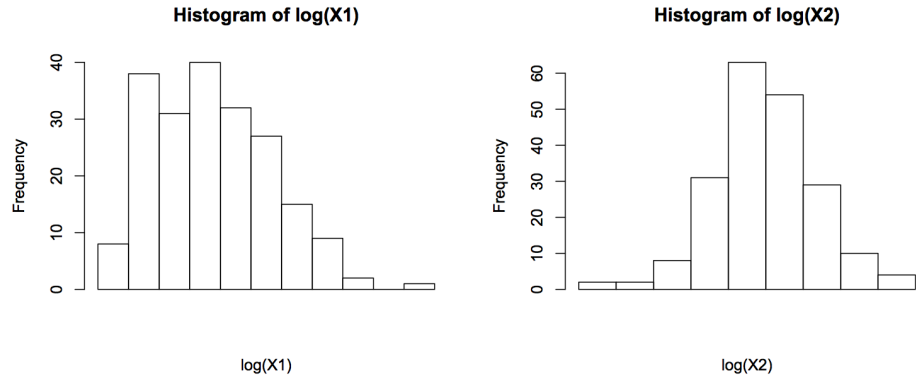 Histogram of log(X1)
Frequency
0
10
20
30
40
log(X1)
Histogram of log(X2)
Frequency
0
10
20
30
40
50
60
log(X2)